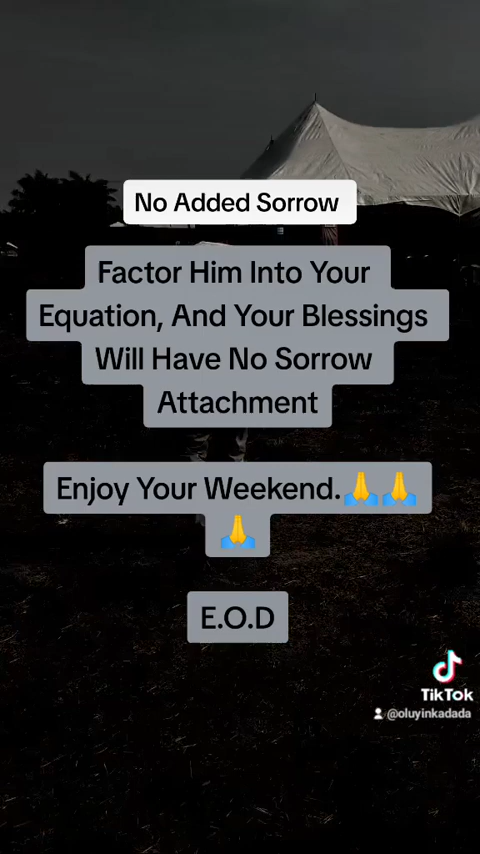 No Added Sorrow
Factor Him Into Your
Equation, And Your Blessings
Will Have No Sorrow
Attachment
Enjoy Your Weekend.🙏🙏
🙏
E.O.D
TikTok
@oluyinkadada